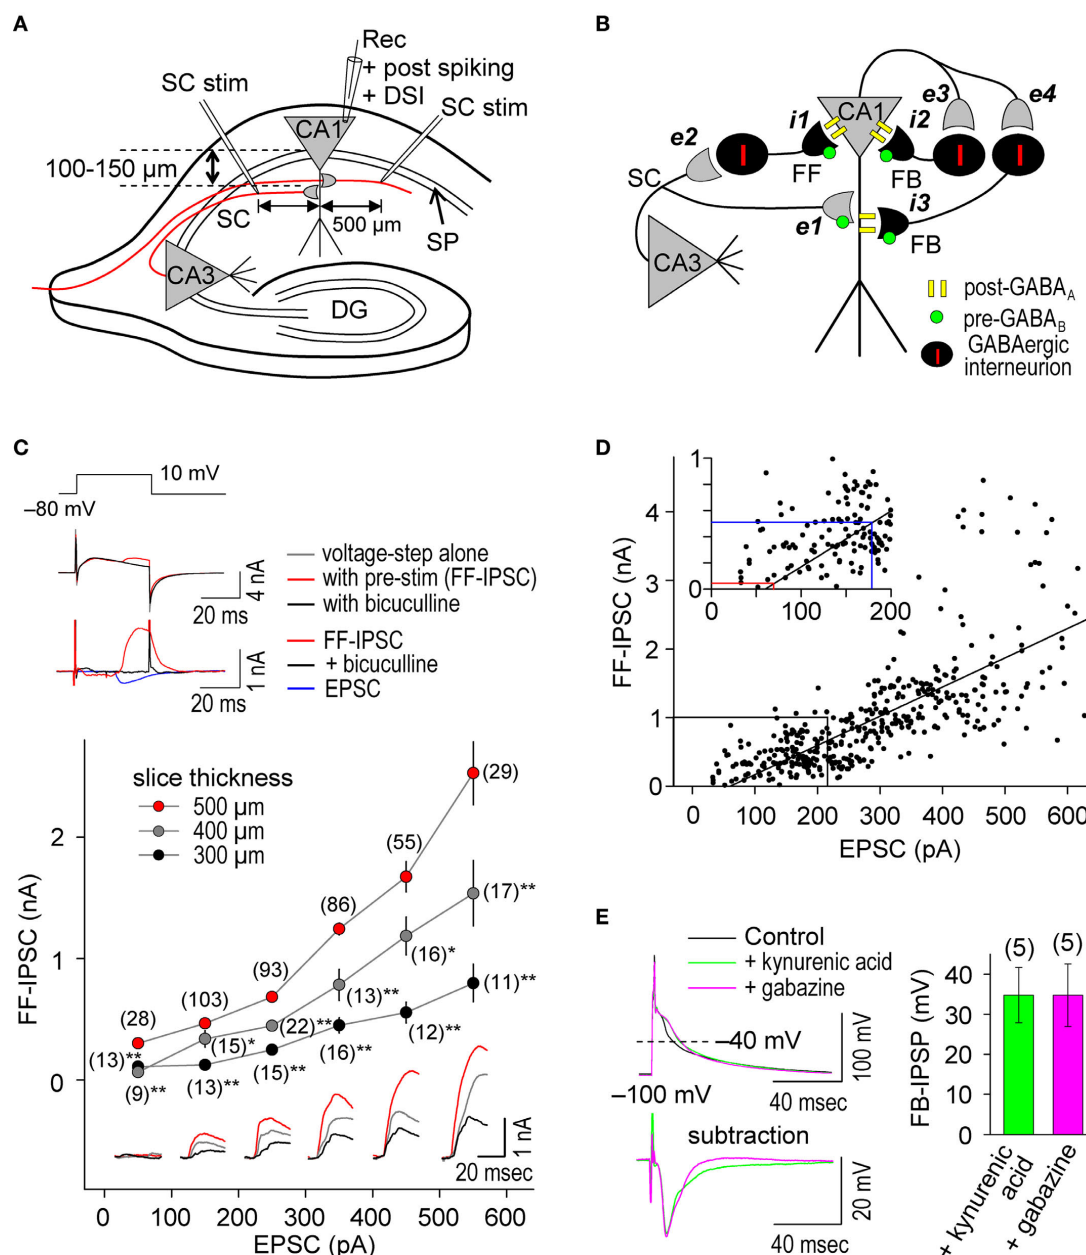 A
Rec
+ post spiking
+ DSI
SC stim
SC stim
CA1
100-150 µm
SC
500 µm
SP
CA3
DG
B
CA1
e3
e4
i1
i2
e2
I
I
I
FF
FB
SC
i3
e1
FB
CA3
post-GABAA
pre-GABAB
I
GABAergic
interneurion
C
10 mV
–80 mV
voltage-step alone
with pre-stim (FF-IPSC)
with bicuculline
4 nA
20 ms
FF-IPSC
+ bicuculline
EPSC
1 nA
20 ms
slice thickness
500 µm
400 µm
300 µm
(29)
(55)
(86)
(93)
(103)
(28)
(17)**
(16)*
(13)**
(22)**
(15)*
(13)**
(11)**
(12)**
(16)**
(15)**
(13)**
(9)**
FF-IPSC (nA)
2
1
0
1 nA
20 msec
0 100 200 300 400 500 600
EPSC (pA)
D
FF-IPSC (nA)
4
3
2
1
0
1
0
0 100 200
0 100 200 300 400 500 600
EPSC (pA)
E
Control
+ kynurenic acid
+ gabazine
–40 mV
100 mV
–100 mV
40 msec
subtraction
20 mV
40 msec
(5) (5)
FB-IPSP (mV)
40
30
20
10
0
+ kynurenic
acid
+ gabazine